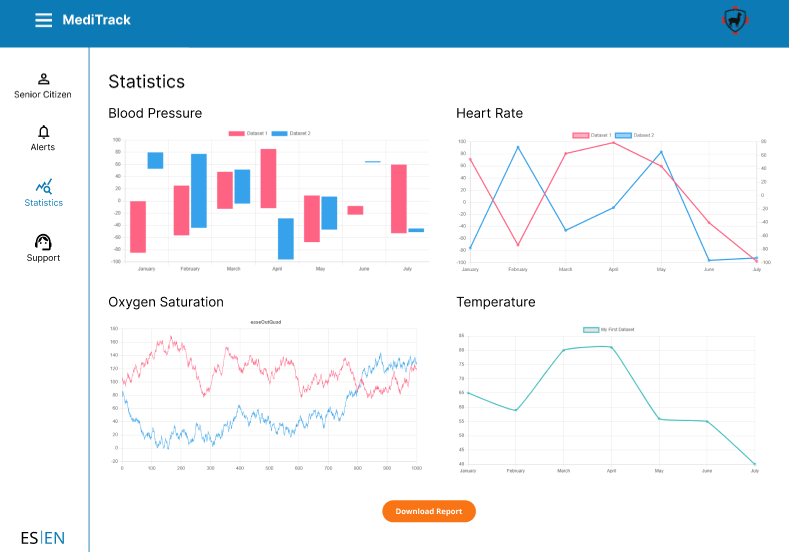 MediTrack
Senior Citizen
Alerts
Statistics
Support
ES|EN
Statistics
Blood Pressure
Dataset 1 Dataset 2
100
80
60
40
20
0
-20
-40
-60
-80
-100
January February March April May June July
Heart Rate
Dataset 1 Dataset 2
100 80
80 60
60 40
40 20
20 0
0 -20
-20 -40
-40 -60
-60 -80
-80 -100
-100
January February March April May June July
Oxygen Saturation
easeOutQuad
180
160
140
120
100
80
60
40
20
0
-20
0 100 200 300 400 500 600 700 800 900 1000
Temperature
My First Dataset
85
80
75
70
65
60
55
50
45
40
January February March April May June July
Download Report